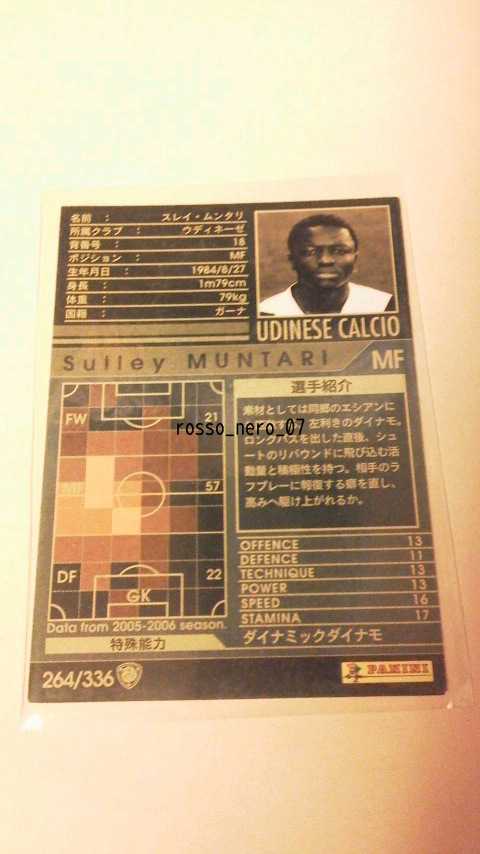 名前 : スレイ・ムンタリ
所属クラブ : ウディネーゼ
背番号 : 18
ポジション : MF
生年月日 : 1984/8/27
身長 : 1m79cm
体重 : 79kg
国籍 : ガーナ
UDINESE CALCIO
Sulley MUNTARI
MF
FW 21
57
DF 22
GK
Data from 2005-2006 season.
特殊能力
選手紹介
素材としては同郷のエシアンに
左利きのダイナモ。
ロングパスを出した直後、シュ
ートのリバウンドに飛び込む活
動量と積極性を持つ。相手のラ
フプレーに報復する癖を直し、
高みへ駆け上がれるか。
rosso_nero_07
OFFENCE 13
DEFENCE 11
TECHNIQUE 13
POWER 13
SPEED 16
STAMINA 17
ダイナミックダイナモ
264/336
PANINI